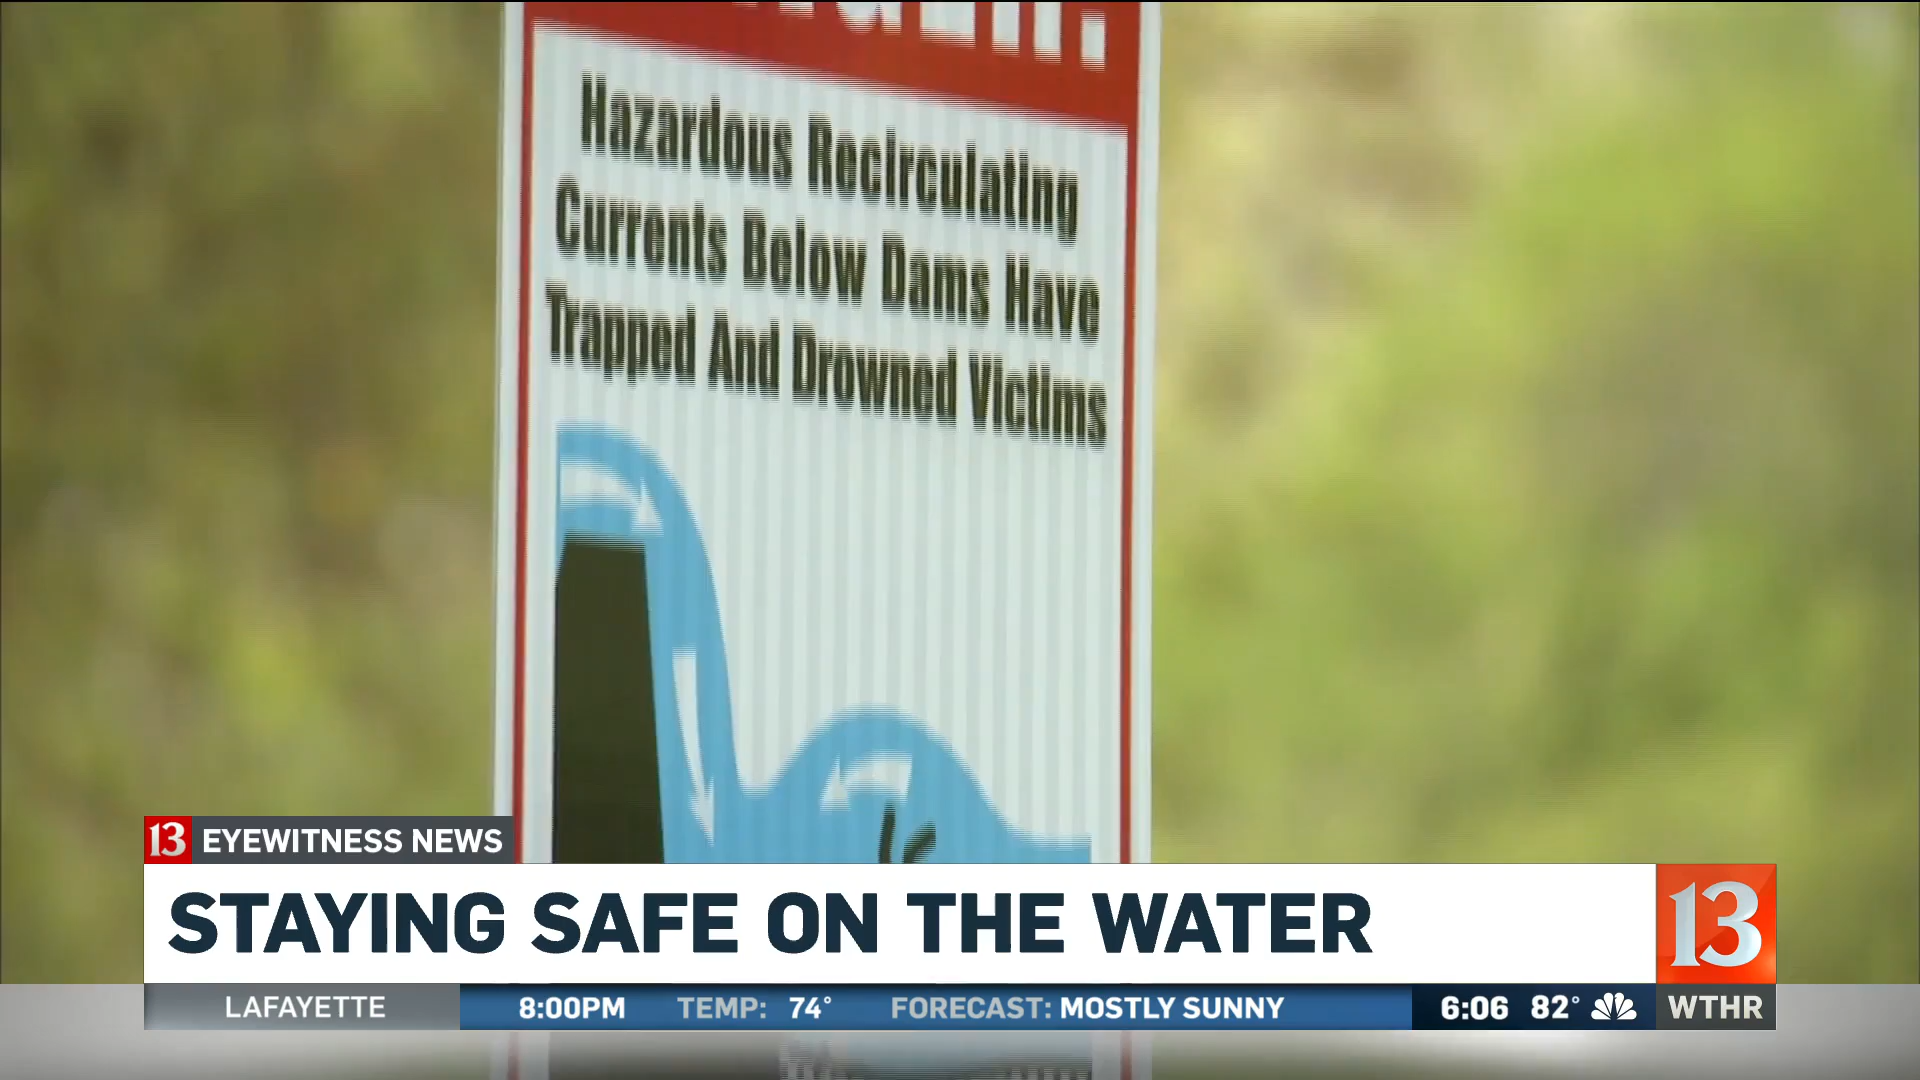 Hazardous Recirculating
Currents Below Dams Have
Trapped And Drowned Victims
13 EYEWITNESS NEWS
STAYING SAFE ON THE WATER
13
LAFAYETTE 8:00PM TEMP: 74° FORECAST: MOSTLY SUNNY 6:06 82° WTHR